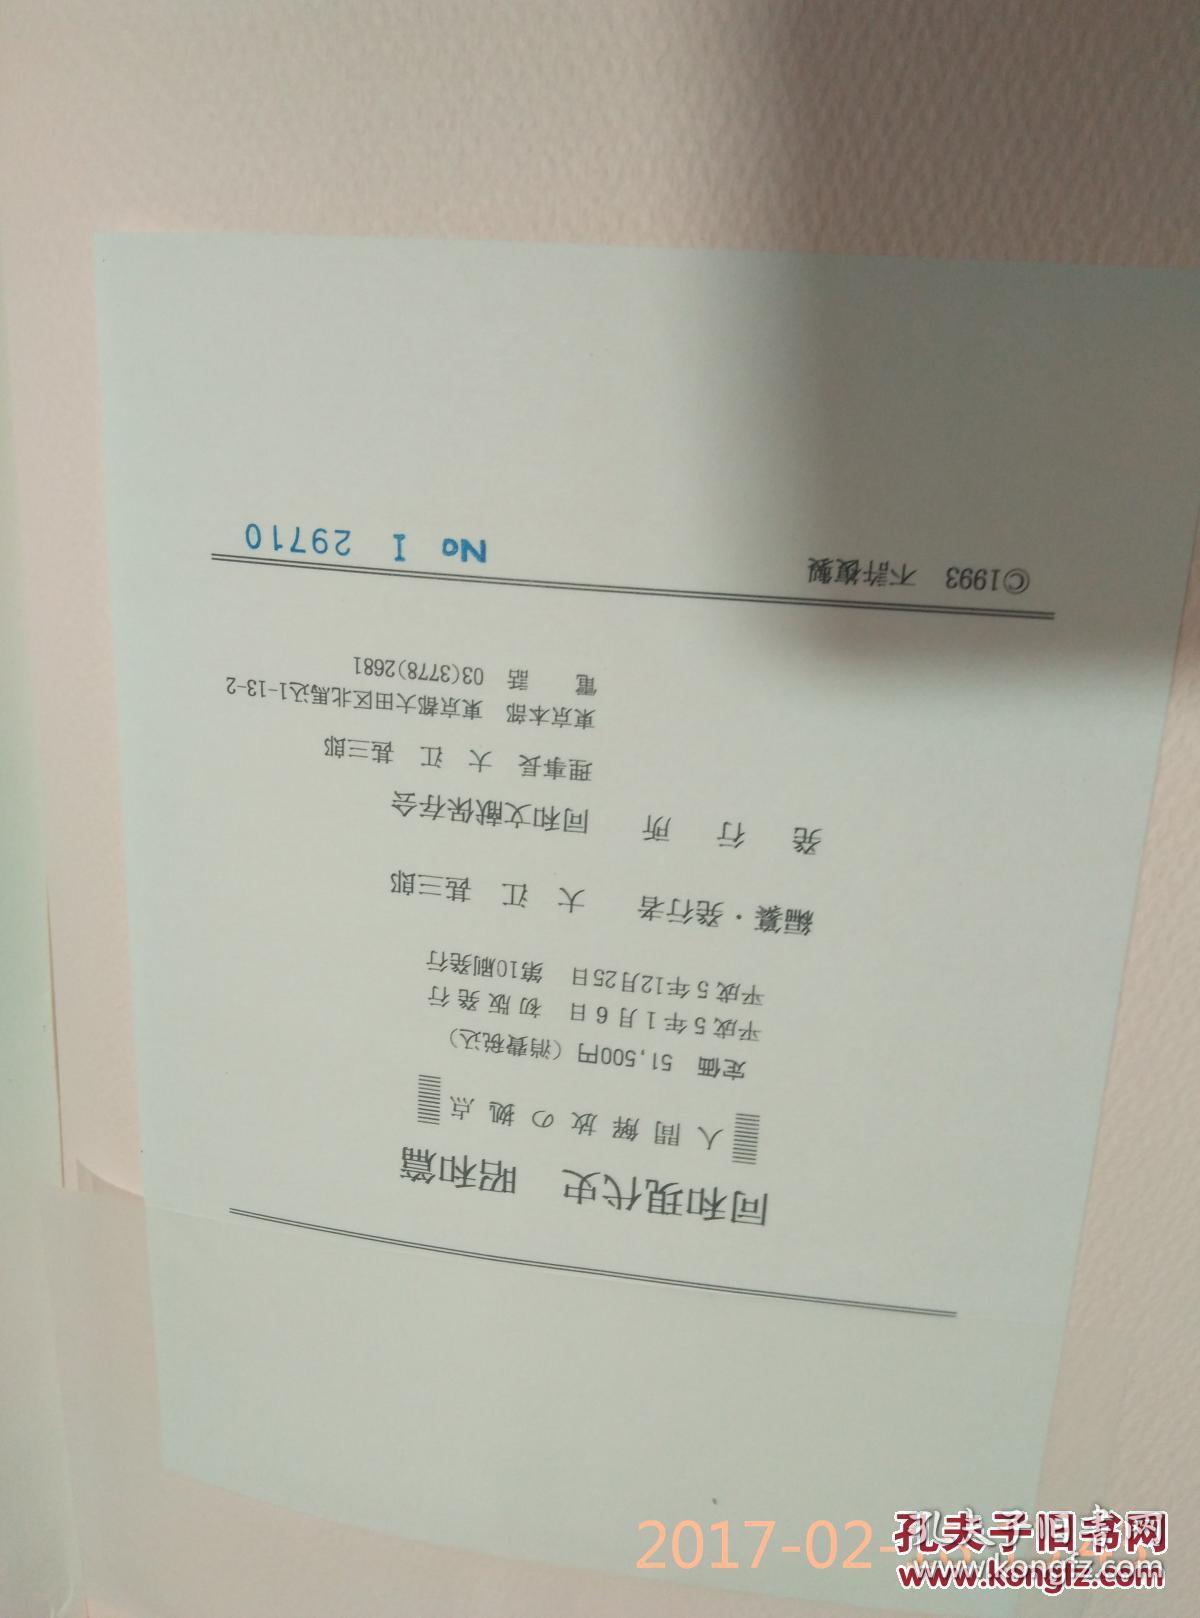 同和現代史　昭和篇
人間解放の拠点
定価　51,500円（消費税込）
平成5年1月6日　初版発行
平成5年12月25日　第10刷発行
編纂・発行者　大江　甚三郎
発行所　同和文献保存会
理事長　大江　甚三郎
東京本部　東京都大田区北馬込1-13-2
電話　03(3778)2681
©1993　不許複製　No I 29710
2017-02-
孔夫子旧书网
www.kongfz.com